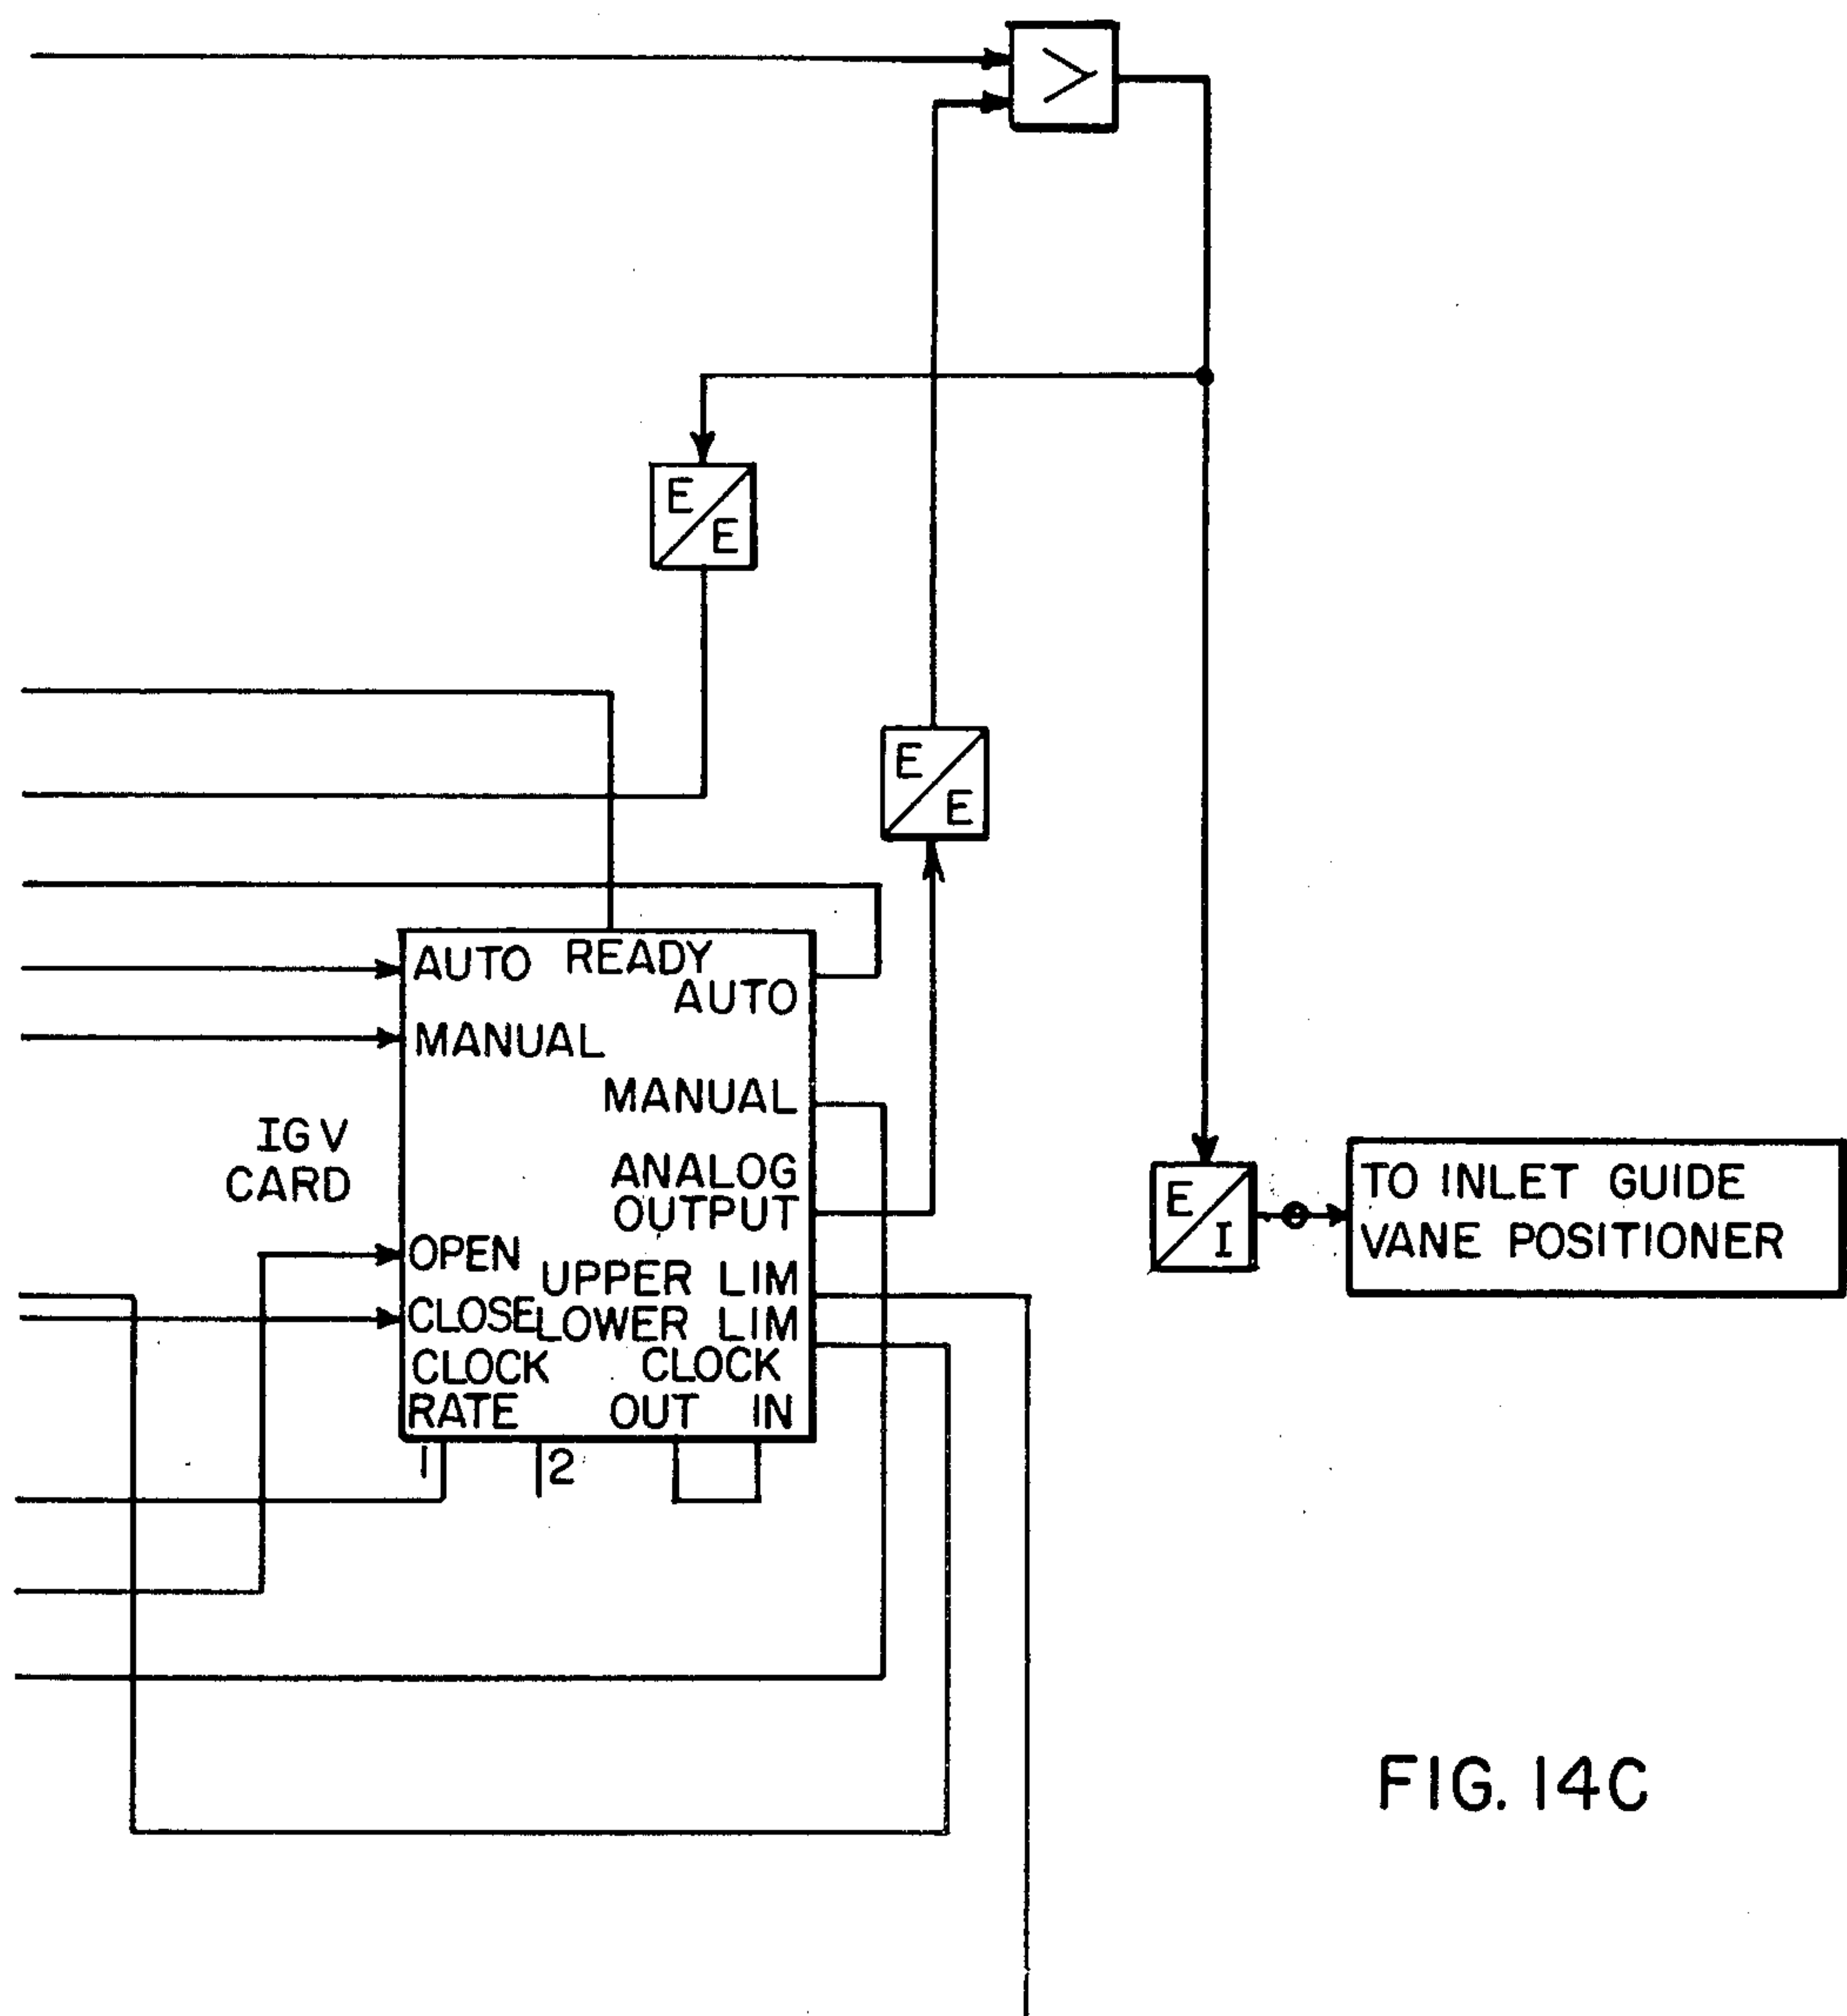 >
E
E
E
E
AUTO READY
AUTO
MANUAL
MANUAL
IGV
CARD
ANALOG
OUTPUT
E
I
TO INLET GUIDE
VANE POSITIONER
OPEN
UPPER LIM
CLOSE LOWER LIM
CLOCK CLOCK
RATE OUT IN
1 2
FIG. 14C